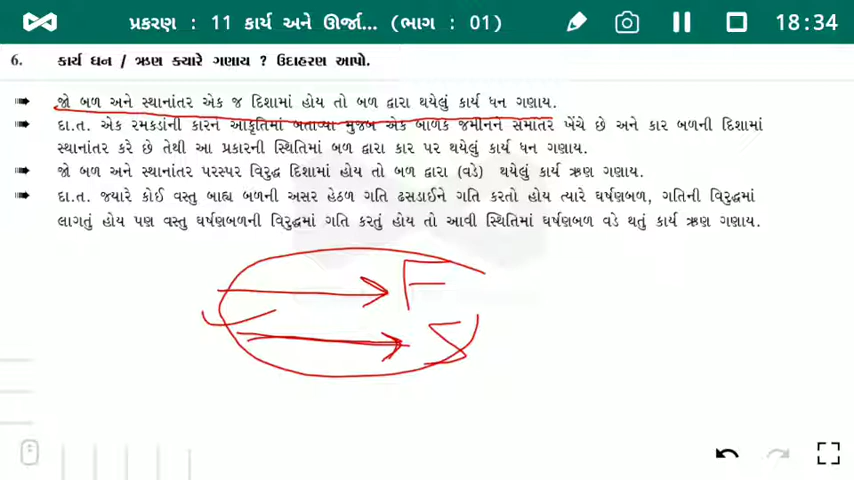 પ્રકરણ : 11 કાર્ય અને ઊર્જા... (ભાગ : 01)
18:34
6. કાર્ય ધન / ઋણ ક્યારે ગણાય ? ઉદાહરણ આપો.
➠ જો બળ અને સ્થાનાંતર એક જ દિશામાં હોય તો બળ દ્વારા થયેલું કાર્ય ધન ગણાય.
➠ દા.ત. એક રમકડાંની કારને આકૃતિમાં બતાવ્યા મુજબ એક બાળક જમીનને સમાંતર ખેંચે છે અને કાર બળની દિશામાં
સ્થાનાંતર કરે છે તેથી આ પ્રકારની સ્થિતિમાં બળ દ્વારા કાર પર થયેલું કાર્ય ધન ગણાય.
➠ જો બળ અને સ્થાનાંતર પરસ્પર વિરુદ્ધ દિશામાં હોય તો બળ દ્વારા (વડે) થયેલું કાર્ય ઋણ ગણાય.
➠ દા.ત. જ્યારે કોઈ વસ્તુ બાહ્ય બળની અસર હેઠળ ગતિ ઢસડાઈને ગતિ કરતો હોય ત્યારે ઘર્ષણબળ, ગતિની વિરુદ્ધમાં
લાગતું હોય પણ વસ્તુ ઘર્ષણબળની વિરુદ્ધમાં ગતિ કરતું હોય તો આવી સ્થિતિમાં ઘર્ષણબળ વડે થતું કાર્ય ઋણ ગણાય.
F
S